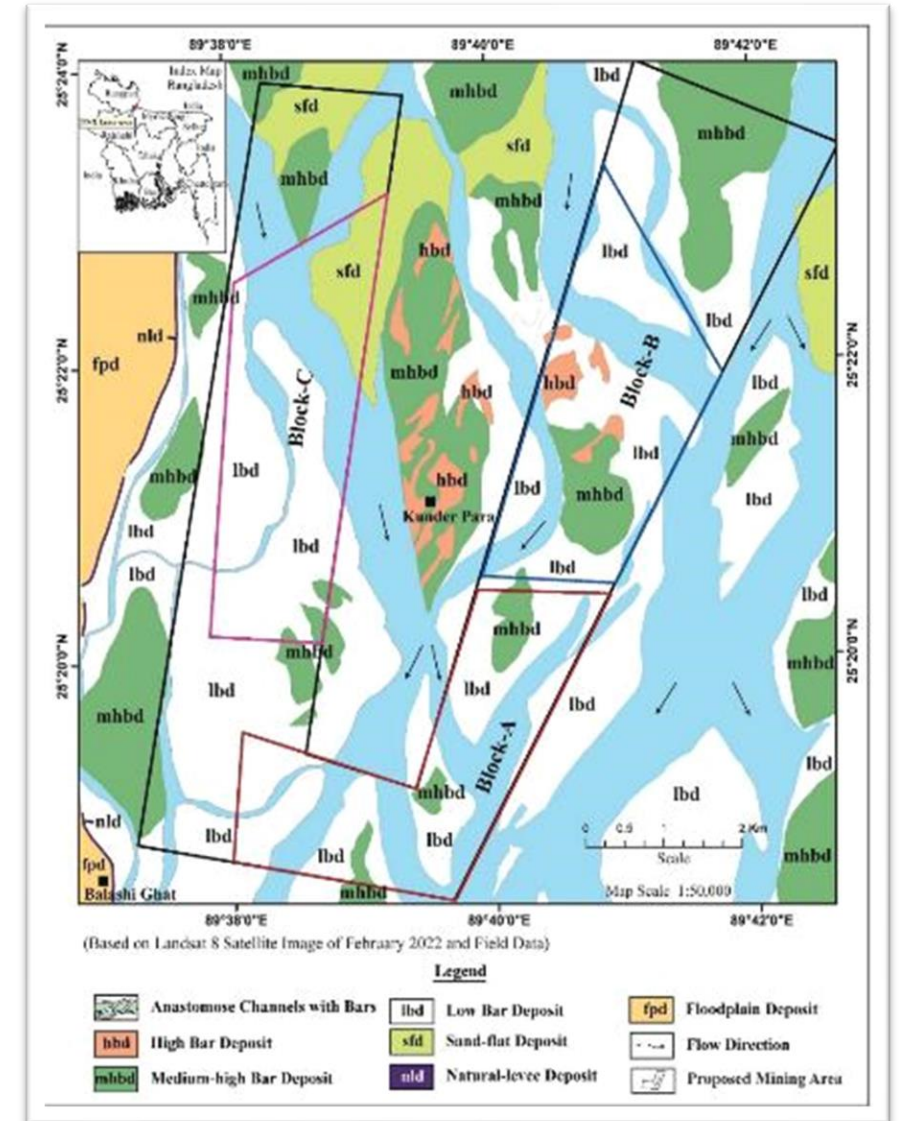 89°38'0"E 89°40'0"E 89°42'0"E
25°24'0"N
Index Map
Bangladesh
India
India
India
mhbd
sfd
mhbd
mhbd
sfd
mhbd
lbd
mhbd
lbd
sfd
hbd
sfd
mhbd
nld
fpd
25°22'0"N
25°22'0"N
lbd
mhbd
hbd
hbd
Block-B
lbd
mhbd
Block-C
lbd
mhbd
lbd
hbd
lbd
mhbd
lbd
Kunder Para
lbd
lbd
lbd
lbd
lbd
mhbd
mhbd
mhbd
25°20'0"N
25°20'0"N
lbd
lbd
lbd
mhbd
Block-A
lbd
lbd
mhbd
nld
lbd
lbd
lbd
mhbd
0 0.5 1 2 Km
Scale
Map Scale 1:50,000
fpd
Balashi Ghat
mhbd
89°38'0"E 89°40'0"E 89°42'0"E
(Based on Landsat 8 Satellite Image of February 2022 and Field Data)
Legend
Anastomose Channels with Bars
lbd Low Bar Deposit
fpd Floodplain Deposit
hbd High Bar Deposit
sfd Sand-flat Deposit
Flow Direction
mhbd Medium-high Bar Deposit
nld Natural-levee Deposit
Proposed Mining Area